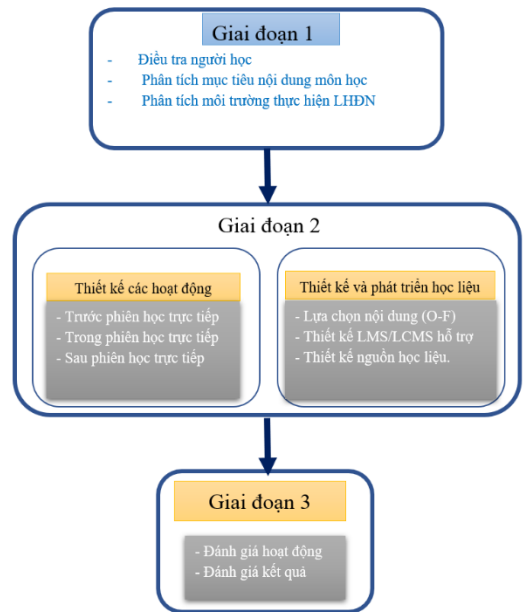 Giai đoạn 1
- Điều tra người học
- Phân tích mục tiêu nội dung môn học
- Phân tích môi trường thực hiện LHĐN
Giai đoạn 2
Thiết kế các hoạt động
- Trước phiên học trực tiếp
- Trong phiên học trực tiếp
- Sau phiên học trực tiếp
Thiết kế và phát triển học liệu
- Lựa chọn nội dung (O-F)
- Thiết kế LMS/LCMS hỗ trợ
- Thiết kế nguồn học liệu.
Giai đoạn 3
- Đánh giá hoạt động
- Đánh giá kết quả